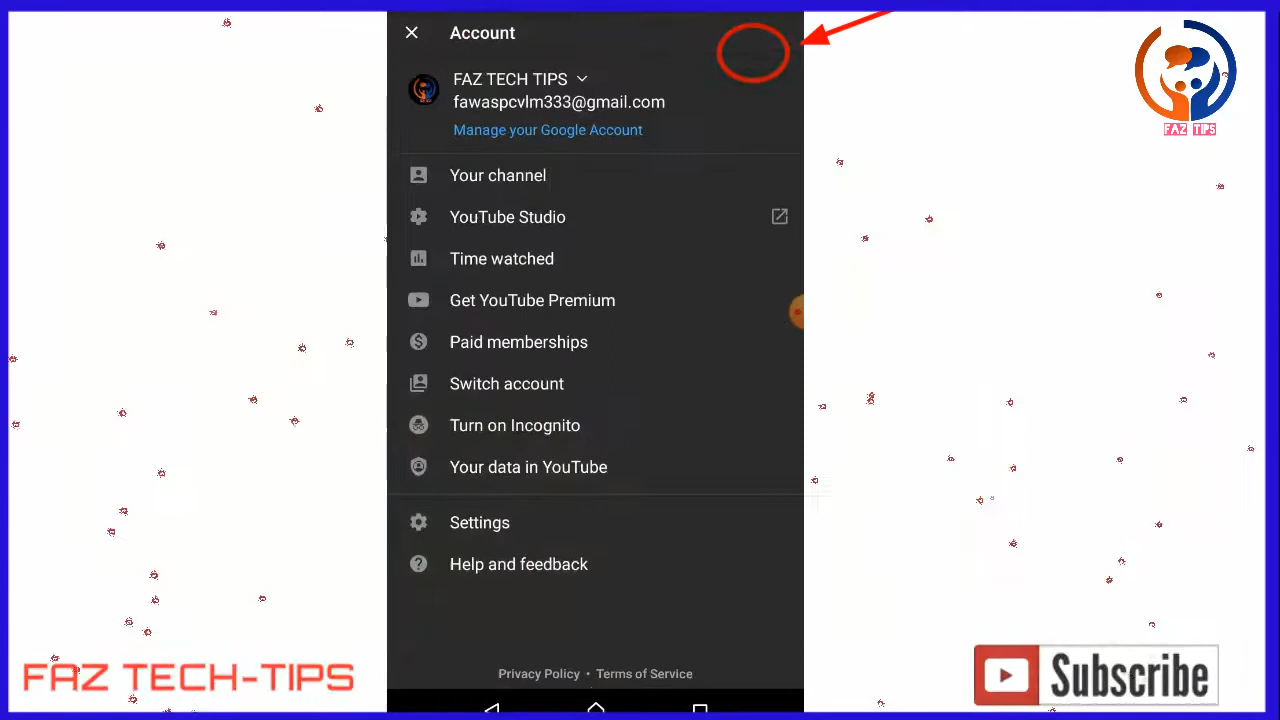 Account
FAZ TECH TIPS
fawaspcvlm333@gmail.com
Manage your Google Account
Your channel
YouTube Studio
Time watched
Get YouTube Premium
Paid memberships
Switch account
Turn on Incognito
Your data in YouTube
Settings
Help and feedback
Privacy Policy • Terms of Service
FAZ TIPS
FAZ TECH-TIPS
Subscribe